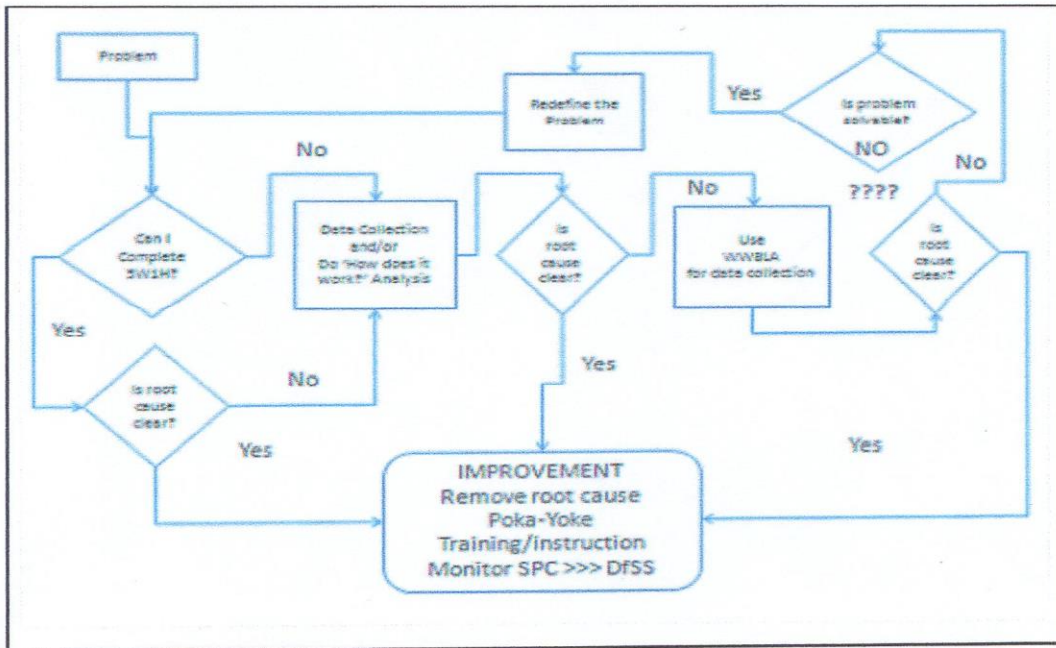 Problem
Redefine the
Problem
Yes
Is problem
solvable?
NO
????
No
No
Can I
Complete
5W1H?
Data Collection
and/or
Do 'How does it
work?' Analysis
Is
root
cause
clear?
No
Use
WWBLA
for data collection
Is
root
cause
clear?
Yes
Is root
cause
clear?
No
Yes
Yes
Yes
IMPROVEMENT
Remove root cause
Poka-Yoke
Training/Instruction
Monitor SPC >>> DfSS